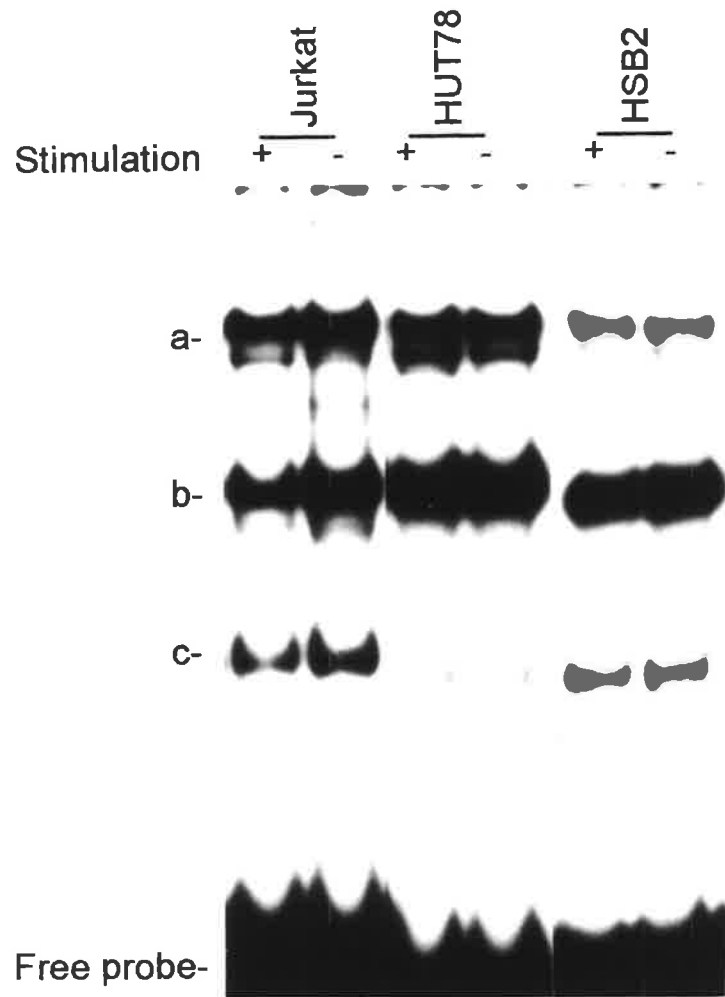 Jurkat HUT78 HSB2
Stimulation + - + - + -
a-
b-
c-
Free probe-